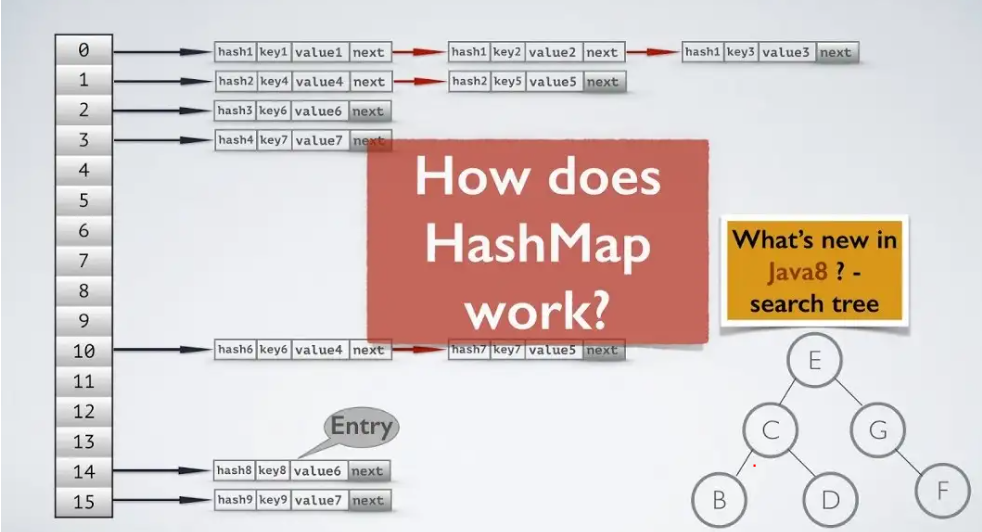 0 hash1 key1 value1 next hash1 key2 value2 next hash1 key3 value3 next
1 hash2 key4 value4 next hash2 key5 value5 next
2 hash3 key6 value6 next
3 hash4 key7 value7 next
4
5
6
7
8
9
10 hash6 key6 value4 next hash7 key7 value5 next
11
12
13
14 hash8 key8 value6 next
15 hash9 key9 value7 next
Entry
How does
HashMap
work?
What's new in
Java8 ? -
search tree
E
C G
B D F